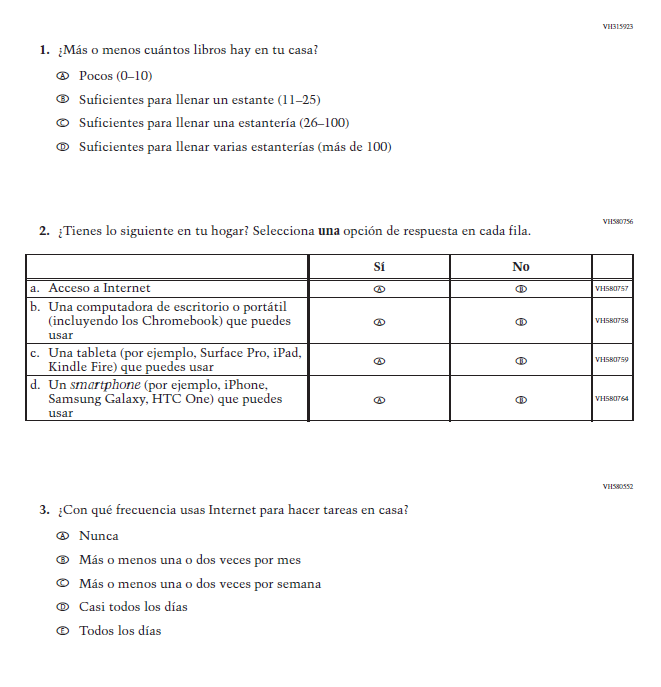 VH315923
1. ¿Más o menos cuántos libros hay en tu casa?
Ⓐ Pocos (0–10)
Ⓑ Suficientes para llenar un estante (11–25)
Ⓒ Suficientes para llenar una estantería (26–100)
Ⓓ Suficientes para llenar varias estanterías (más de 100)
VH580756
2. ¿Tienes lo siguiente en tu hogar? Selecciona una opción de respuesta en cada fila.
Sí No
a. Acceso a Internet Ⓐ Ⓑ VH580757
b. Una computadora de escritorio o portátil
(incluyendo los Chromebook) que puedes
usar Ⓐ Ⓑ VH580758
c. Una tableta (por ejemplo, Surface Pro, iPad,
Kindle Fire) que puedes usar Ⓐ Ⓑ VH580759
d. Un smartphone (por ejemplo, iPhone,
Samsung Galaxy, HTC One) que puedes
usar Ⓐ Ⓑ VH580764
VH580552
3. ¿Con qué frecuencia usas Internet para hacer tareas en casa?
Ⓐ Nunca
Ⓑ Más o menos una o dos veces por mes
Ⓒ Más o menos una o dos veces por semana
Ⓓ Casi todos los días
Ⓔ Todos los días